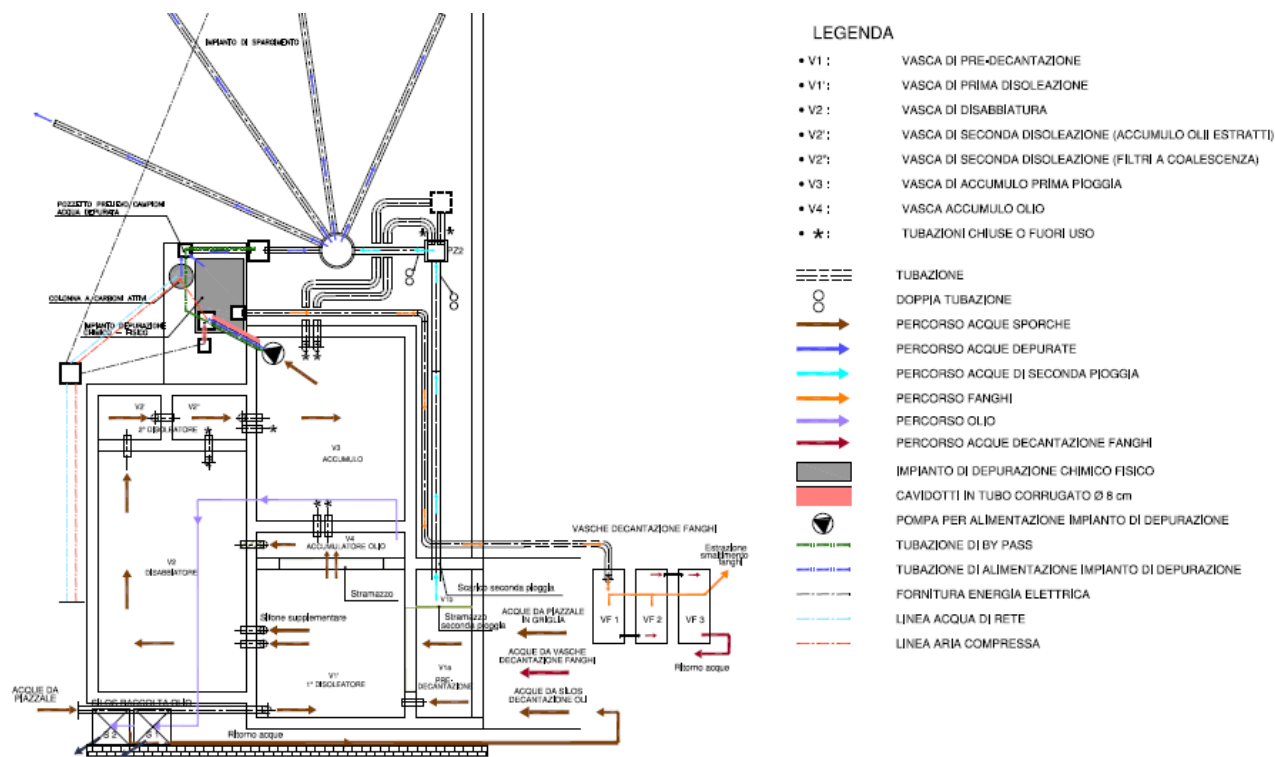 IMPIANTO DI SPARGIMENTO
POZZETTO PRELIEVO/CAMPIONI
ACQUA DEPURATA
PZ2
COLONNA A CARBONI ATTIVI
IMPIANTO DEPURAZIONE
CHIMICO - FISICO
V2'
V2"
2° DISOLEATORE
V3
ACCUMULO
V4
ACCUMULATORE OLIO
V2
DISABBIATORE
Stramazzo
Scarico seconda pioggia
V1b
Stramazzo
seconda pioggia
Sifone supplementare
V1'
1° DISOLEATORE
V1a
PRE-
DECANTAZIONE
VASCHE DECANTAZIONE FANGHI
Estrazione
smaltimento
fanghi
VF 1
VF 2
VF 3
Ritorno acque
ACQUE DA PIAZZALE
IN GRIGLIA
ACQUE DA VASCHE
DECANTAZIONE FANGHI
ACQUE DA SILOS
DECANTAZIONE OLI
ACQUE DA
PIAZZALE
SILOS RACCOLTA OLIO
S 2
S 1
Ritorno acque
LEGENDA
• V1 : VASCA DI PRE-DECANTAZIONE
• V1': VASCA DI PRIMA DISOLEAZIONE
• V2 : VASCA DI DISABBIATURA
• V2': VASCA DI SECONDA DISOLEAZIONE (ACCUMULO OLII ESTRATTI)
• V2": VASCA DI SECONDA DISOLEAZIONE (FILTRI A COALESCENZA)
• V3 : VASCA DI ACCUMULO PRIMA PIOGGIA
• V4 : VASCA ACCUMULO OLIO
• * : TUBAZIONI CHIUSE O FUORI USO
TUBAZIONE
DOPPIA TUBAZIONE
PERCORSO ACQUE SPORCHE
PERCORSO ACQUE DEPURATE
PERCORSO ACQUE DI SECONDA PIOGGIA
PERCORSO FANGHI
PERCORSO OLIO
PERCORSO ACQUE DECANTAZIONE FANGHI
IMPIANTO DI DEPURAZIONE CHIMICO FISICO
CAVIDOTTI IN TUBO CORRUGATO Ø 8 cm
POMPA PER ALIMENTAZIONE IMPIANTO DI DEPURAZIONE
TUBAZIONE DI BY PASS
TUBAZIONE DI ALIMENTAZIONE IMPIANTO DI DEPURAZIONE
FORNITURA ENERGIA ELETTRICA
LINEA ACQUA DI RETE
LINEA ARIA COMPRESSA